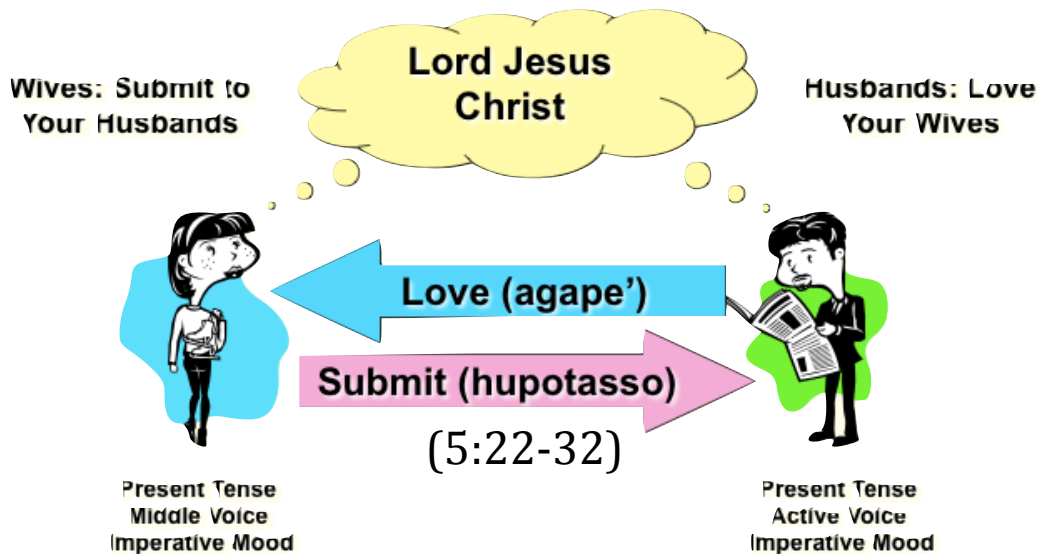 Lord Jesus
Christ
Wives: Submit to
Your Husbands
Husbands: Love
Your Wives
Love (agape’)
Submit (hupotasso)
(5:22-32)
Present Tense
Middle Voice
Imperative Mood
Present Tense
Active Voice
Imperative Mood